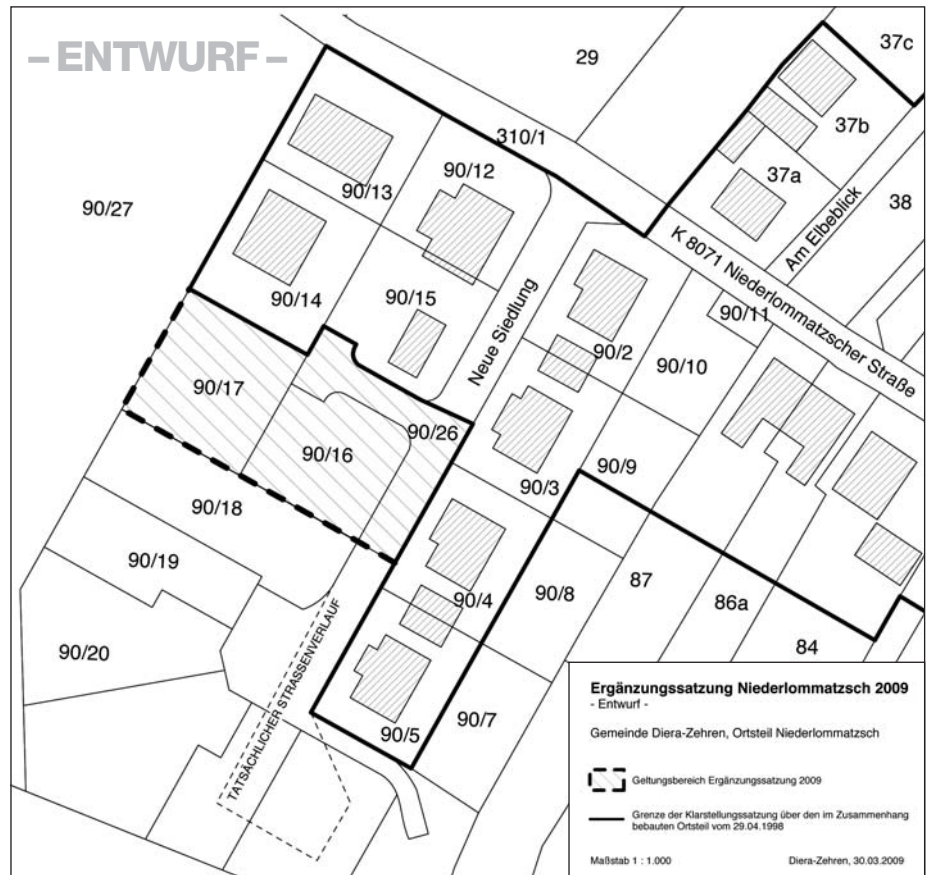 – ENTWURF –
29
37c
310/1
37b
90/12
37a
90/13
90/27
Am Elbeblick
38
K 8071 Niederlommatzscher Straße
90/14
90/15
Neue Siedlung
90/11
90/2
90/10
90/17
90/26
90/16
90/9
90/3
90/18
90/19
90/4
90/8
87
86a
90/20
84
TATSÄCHLICHER STRASSENVERLAUF
90/5
90/7
Ergänzungssatzung Niederlommatzsch 2009
- Entwurf -
Gemeinde Diera-Zehren, Ortsteil Niederlommatzsch
Geltungsbereich Ergänzungssatzung 2009
Grenze der Klarstellungssatzung über den im Zusammenhang
bebauten Ortsteil vom 29.04.1998
Maßstab 1 : 1.000
Diera-Zehren, 30.03.2009